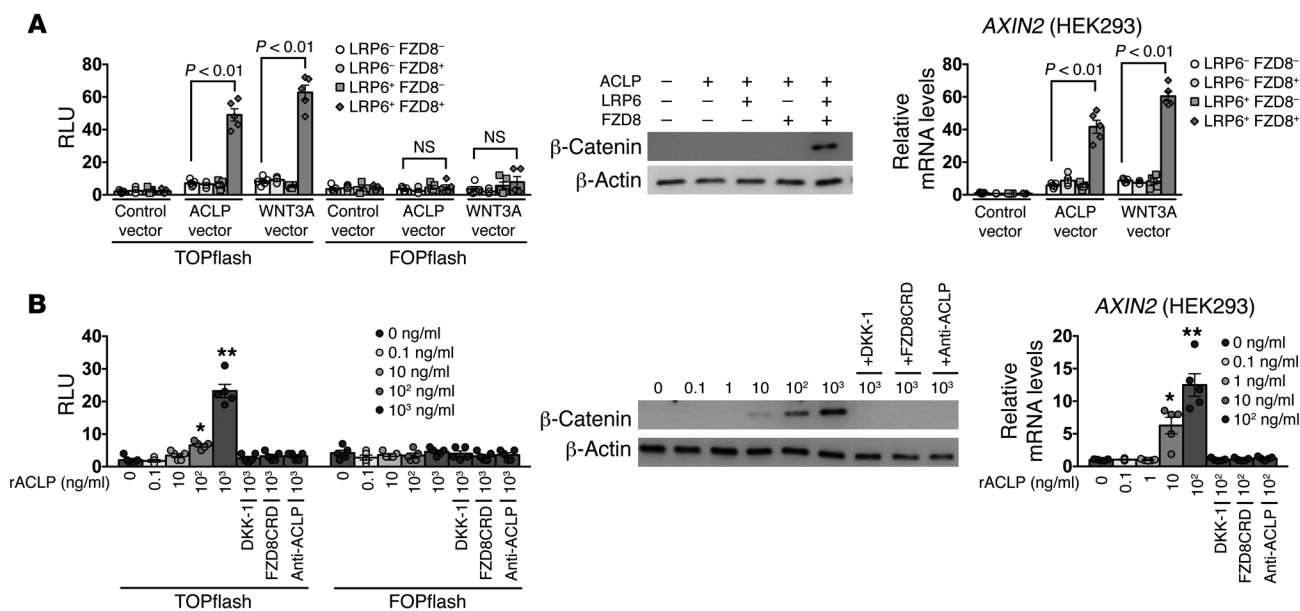 A
80
60
40
20
0
RLU
P < 0.01
P < 0.01
NS
NS
LRP6⁻ FZD8⁻
LRP6⁻ FZD8⁺
LRP6⁺ FZD8⁻
LRP6⁺ FZD8⁺
Control vector
ACLP vector
WNT3A vector
Control vector
ACLP vector
WNT3A vector
TOPflash
FOPflash
ACLP – + + + +
LRP6 – – + – +
FZD8 – – – + +
β-Catenin
β-Actin
AXIN2 (HEK293)
80
60
40
20
0
Relative mRNA levels
P < 0.01
P < 0.01
LRP6⁻ FZD8⁻
LRP6⁻ FZD8⁺
LRP6⁺ FZD8⁻
LRP6⁺ FZD8⁺
Control vector
ACLP vector
WNT3A vector
B
40
30
20
10
0
RLU
*
**
0 ng/ml
0.1 ng/ml
10 ng/ml
10² ng/ml
10³ ng/ml
rACLP (ng/ml)
0 0.1 10 10² 10³ 10³ 10³ 10³
DKK-1
FZD8CRD
Anti-ACLP
0 0.1 10 10² 10³ 10³ 10³ 10³
DKK-1
FZD8CRD
Anti-ACLP
TOPflash
FOPflash
+DKK-1
+FZD8CRD
+Anti-ACLP
0 0.1 1 10 10² 10³ 10³ 10³ 10³
β-Catenin
β-Actin
AXIN2 (HEK293)
20
15
10
5
0
Relative mRNA levels
*
**
0 ng/ml
0.1 ng/ml
1 ng/ml
10 ng/ml
10² ng/ml
rACLP (ng/ml)
0 0.1 1 10 10² 10² 10² 10²
DKK-1
FZD8CRD
Anti-ACLP